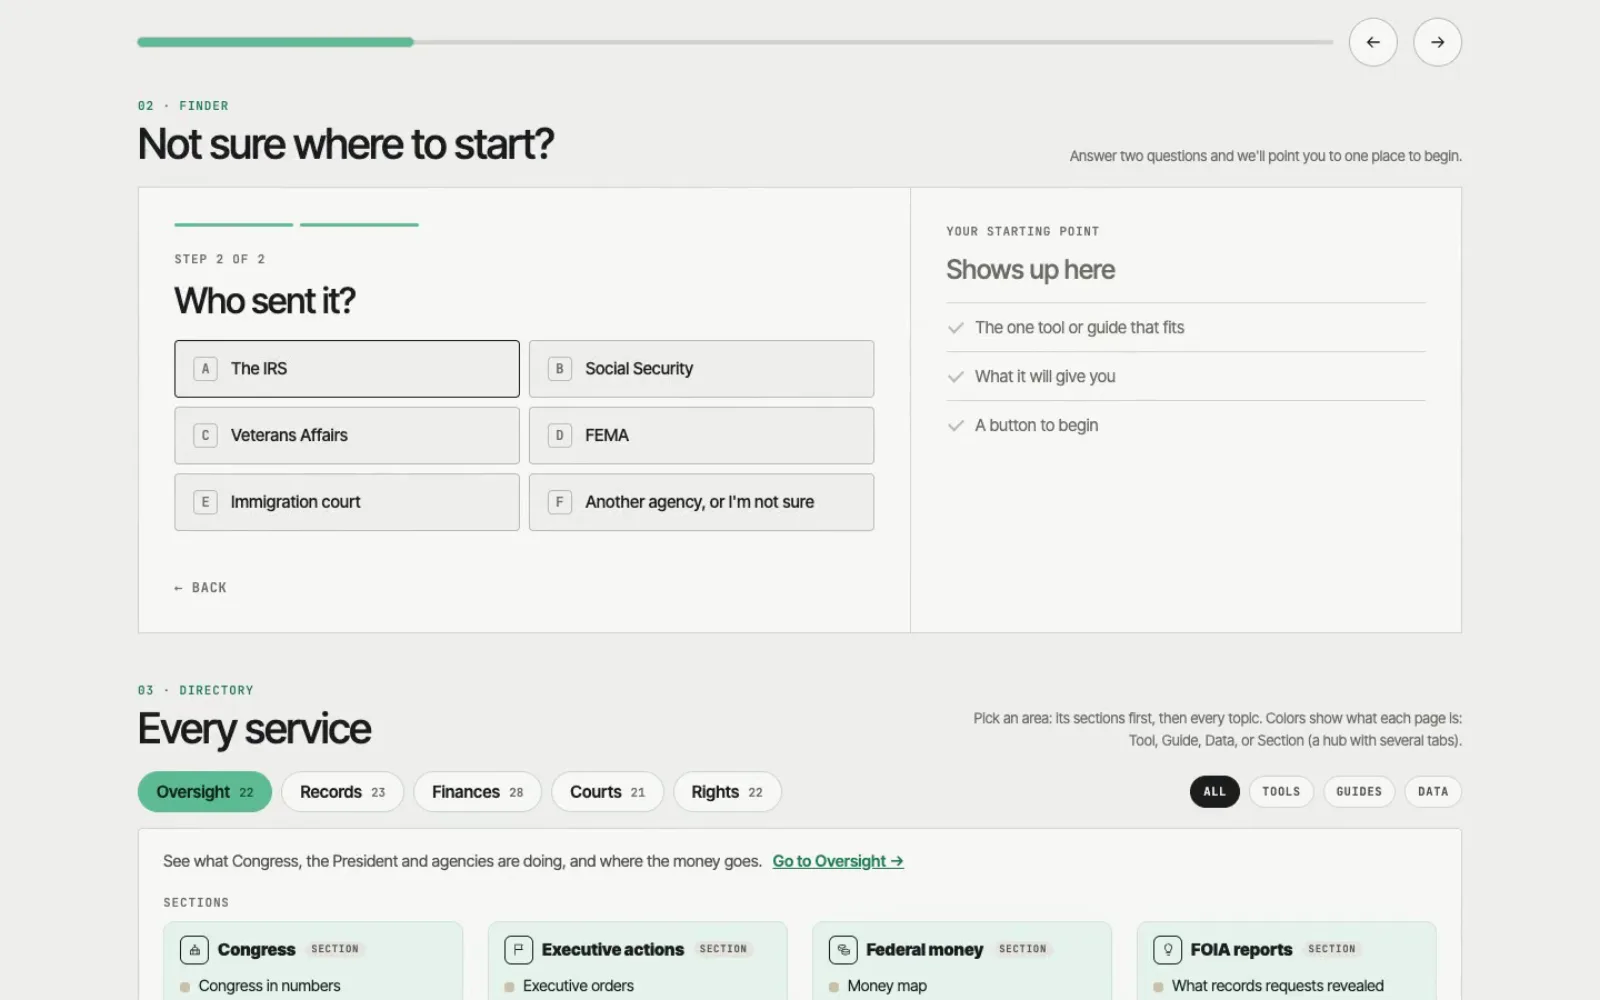 ← →
02 · FINDER
Not sure where to start?
Answer two questions and we'll point you to one place to begin.
STEP 2 OF 2
Who sent it?
A The IRS
B Social Security
C Veterans Affairs
D FEMA
E Immigration court
F Another agency, or I'm not sure
← BACK
YOUR STARTING POINT
Shows up here
The one tool or guide that fits
What it will give you
A button to begin
03 · DIRECTORY
Every service
Pick an area: its sections first, then every topic. Colors show what each page is:
Tool, Guide, Data, or Section (a hub with several tabs).
Oversight 22 Records 23 Finances 28 Courts 21 Rights 22
ALL TOOLS GUIDES DATA
See what Congress, the President and agencies are doing, and where the money goes. Go to Oversight →
SECTIONS
Congress SECTION
Congress in numbers
Executive actions SECTION
Executive orders
Federal money SECTION
Money map
FOIA reports SECTION
What records requests revealed